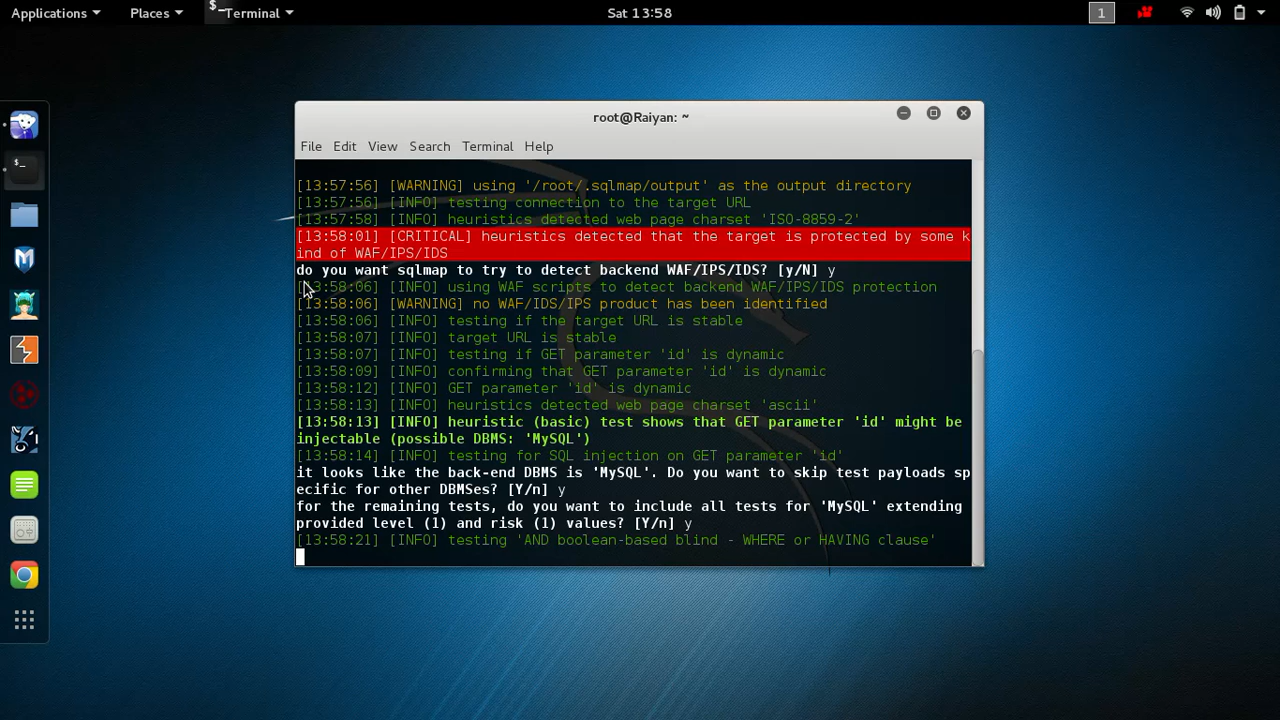 Applications
Places
Terminal
Sat 13:58
1
root@Raiyan: ~
File Edit View Search Terminal Help
[13:57:56] [WARNING] using '/root/.sqlmap/output' as the output directory
[13:57:56] [INFO] testing connection to the target URL
[13:57:58] [INFO] heuristics detected web page charset 'ISO-8859-2'
[13:58:01] [CRITICAL] heuristics detected that the target is protected by some k
ind of WAF/IPS/IDS
do you want sqlmap to try to detect backend WAF/IPS/IDS? [y/N] y
[13:58:06] [INFO] using WAF scripts to detect backend WAF/IPS/IDS protection
[13:58:06] [WARNING] no WAF/IDS/IPS product has been identified
[13:58:06] [INFO] testing if the target URL is stable
[13:58:07] [INFO] target URL is stable
[13:58:07] [INFO] testing if GET parameter 'id' is dynamic
[13:58:09] [INFO] confirming that GET parameter 'id' is dynamic
[13:58:12] [INFO] GET parameter 'id' is dynamic
[13:58:13] [INFO] heuristics detected web page charset 'ascii'
[13:58:13] [INFO] heuristic (basic) test shows that GET parameter 'id' might be
injectable (possible DBMS: 'MySQL')
[13:58:14] [INFO] testing for SQL injection on GET parameter 'id'
it looks like the back-end DBMS is 'MySQL'. Do you want to skip test payloads sp
ecific for other DBMSes? [Y/n] y
for the remaining tests, do you want to include all tests for 'MySQL' extending
provided level (1) and risk (1) values? [Y/n] y
[13:58:21] [INFO] testing 'AND boolean-based blind - WHERE or HAVING clause'